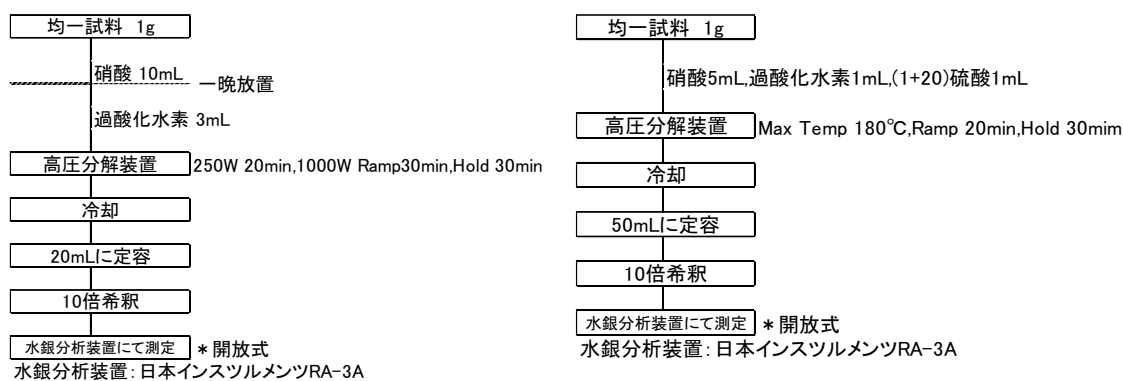 均一試料 1g
硝酸 10mL
一晩放置
過酸化水素 3mL
高圧分解装置
250W 20min,1000W Ramp30min,Hold 30min
冷却
20mLに定容
10倍希釈
水銀分析装置にて測定
*開放式
水銀分析装置:日本インスツルメンツRA-3A
均一試料 1g
硝酸5mL,過酸化水素1mL,(1+20)硫酸1mL
高圧分解装置
Max Temp 180℃,Ramp 20min,Hold 30mim
冷却
50mLに定容
10倍希釈
水銀分析装置にて測定
*開放式
水銀分析装置:日本インスツルメンツRA-3A